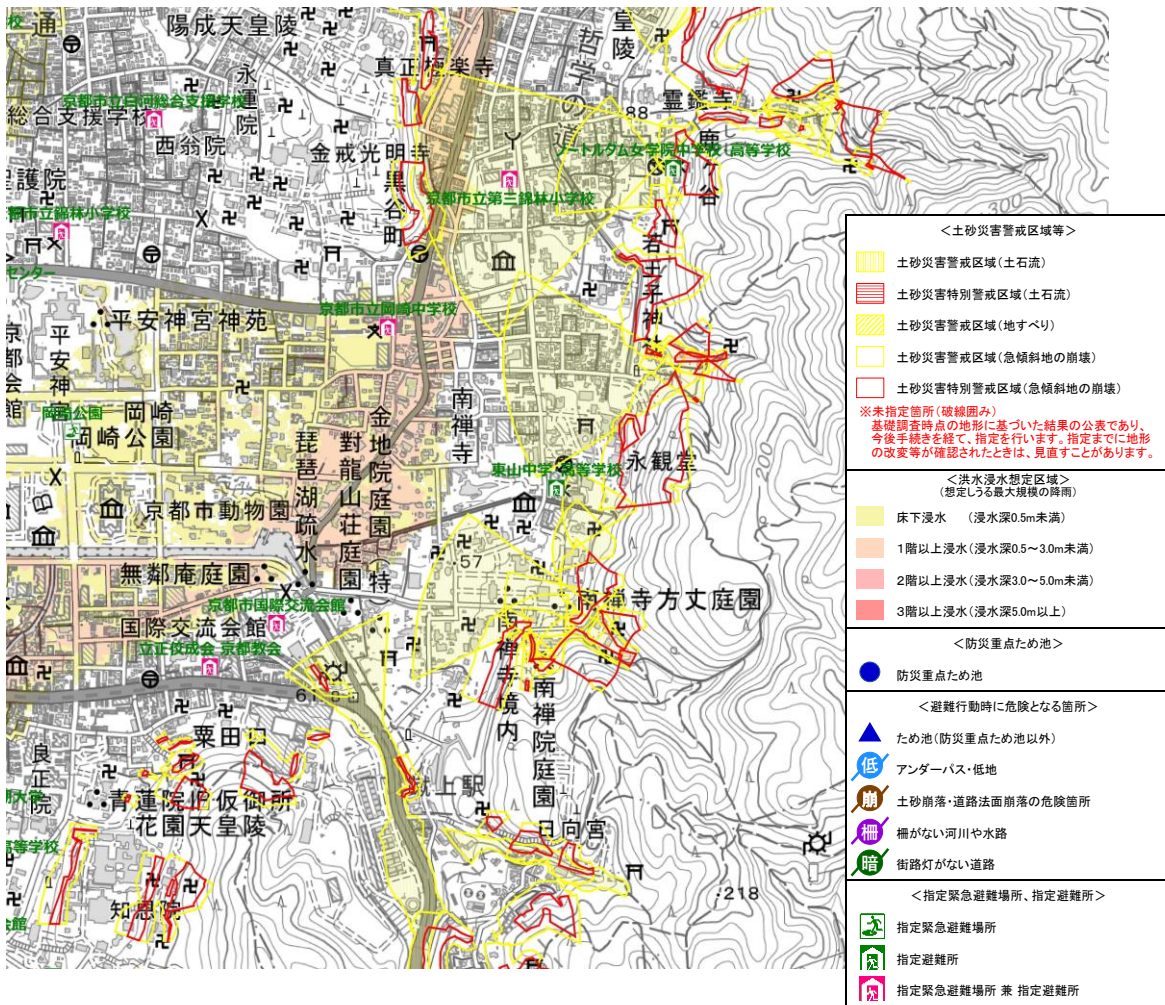 校
通
陽成天皇陵
皇陵
哲学の道
真正極楽寺
永運院
京都市立白河総合支援学校
総合支援学校
西翁院
霊鑑寺
88
金戒光明寺
ノートルダム女学院中学校・高等学校
鹿ヶ谷
聖護院
黒谷町
京都市立第三錦林小学校
都市立錦林小学校
300
若王子神社
センター
京都市立岡崎中学校
平安神宮神苑
京都会館
平安神宮
南禅寺
岡崎公園
岡崎
岡崎公園
金地院庭園
對龍山荘庭園
特
琵琶湖疏水
東山中学・高等学校
永観堂
京都市動物園
57
無鄰庵庭園
京都市国際交流会館
国際交流会館
南禅寺方丈庭園
立正佼成会 京都教会
南禅寺境内
61
南禅院庭園
粟田口
良正院
蹴上駅
青蓮院旧仮御所
花園天皇陵
日向宮
高等学校
218
知恩院
会館
＜土砂災害警戒区域等＞
土砂災害警戒区域(土石流)
土砂災害特別警戒区域(土石流)
土砂災害警戒区域(地すべり)
土砂災害警戒区域(急傾斜地の崩壊)
土砂災害特別警戒区域(急傾斜地の崩壊)
※未指定箇所(破線囲み)
基礎調査時点の地形に基づいた結果の公表であり、
今後手続きを経て、指定を行います。指定までに地形
の改変等が確認されたときは、見直すことがあります。
＜洪水浸水想定区域＞
(想定しうる最大規模の降雨)
床下浸水　(浸水深0.5m未満)
1階以上浸水(浸水深0.5～3.0m未満)
2階以上浸水(浸水深3.0～5.0m未満)
3階以上浸水(浸水深5.0m以上)
＜防災重点ため池＞
防災重点ため池
＜避難行動時に危険となる箇所＞
ため池(防災重点ため池以外)
低 アンダーパス・低地
崩 土砂崩落・道路法面崩落の危険箇所
柵 柵がない河川や水路
暗 街路灯がない道路
＜指定緊急避難場所、指定避難所＞
指定緊急避難場所
指定避難所
指定緊急避難場所 兼 指定避難所